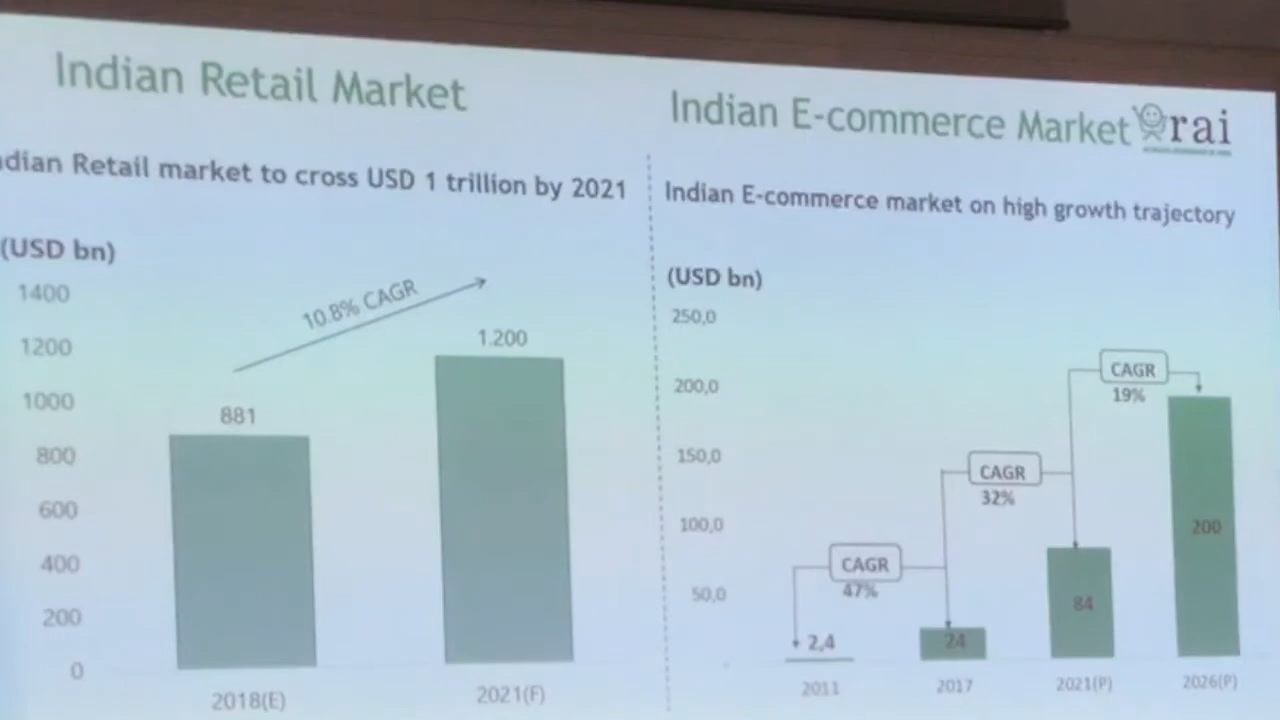 Indian Retail Market
ndian Retail market to cross USD 1 trillion by 2021
(USD bn)
1400
1200
1000
800
600
400
200
0
10.8% CAGR
881
1.200
2018(E)
2021(F)
Indian E-commerce Market
rai
Indian E-commerce market on high growth trajectory
(USD bn)
250,0
200,0
150,0
100,0
50,0
-
CAGR
47%
CAGR
32%
CAGR
19%
2,4
24
84
200
2011
2017
2021(P)
2026(P)